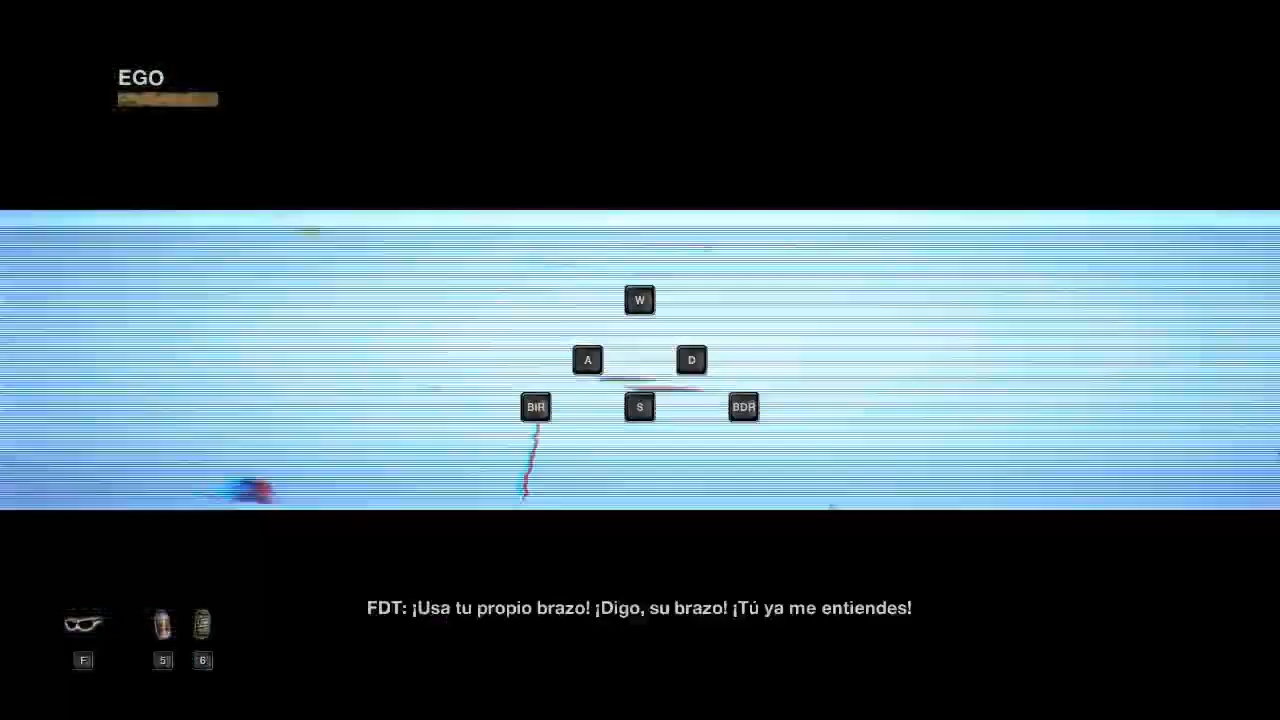 EGO
W
A D
BIR S BDR
FDT: ¡Usa tu propio brazo! ¡Digo, su brazo! ¡Tú ya me entiendes!
F 5 6